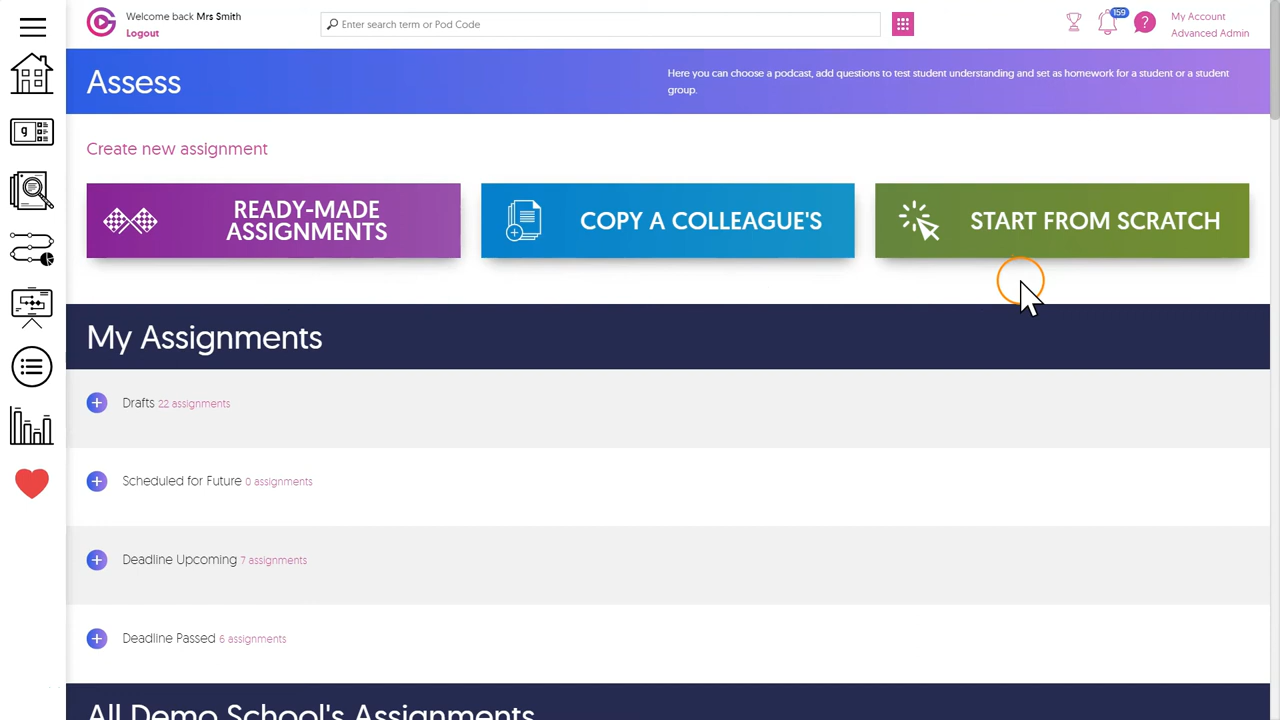 Welcome back Mrs Smith
Logout
Enter search term or Pod Code
159
?
My Account
Advanced Admin
Assess
Here you can choose a podcast, add questions to test student understanding and set as homework for a student or a student
group.
Create new assignment
READY-MADE
ASSIGNMENTS
COPY A COLLEAGUE'S
START FROM SCRATCH
My Assignments
Drafts 22 assignments
Scheduled for Future 0 assignments
Deadline Upcoming 7 assignments
Deadline Passed 6 assignments
All Demo School's Assignments